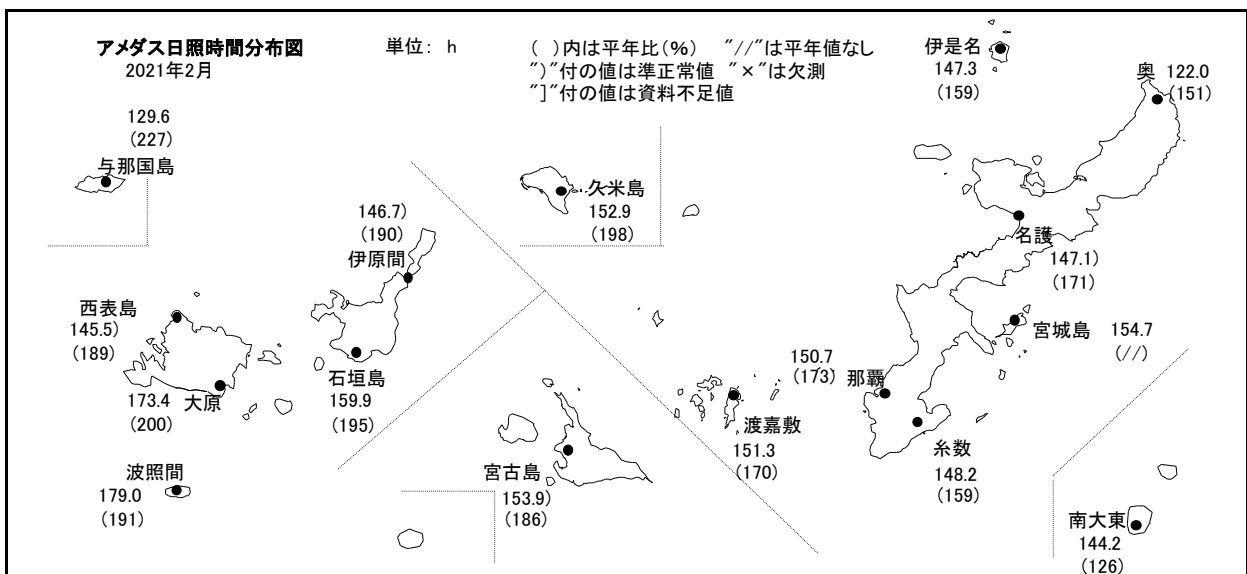 アメダス日照時間分布図 単位： h
2021年2月
( )内は平年比(%) "//"は平年値なし
")"付の値は準正常値 "×"は欠測
"]"付の値は資料不足値
伊是名
147.3
(159)
奥 122.0
(151)
129.6
(227)
与那国島
久米島
152.9
(198)
146.7)
(190)
伊原間
名護
147.1)
(171)
西表島
145.5)
(189)
宮城島 154.7
(//)
173.4
(200)
大原
石垣島
159.9
(195)
150.7
(173)
那覇
渡嘉敷
151.3
(170)
糸数
148.2
(159)
波照間
179.0
(191)
宮古島
153.9)
(186)
南大東
144.2
(126)